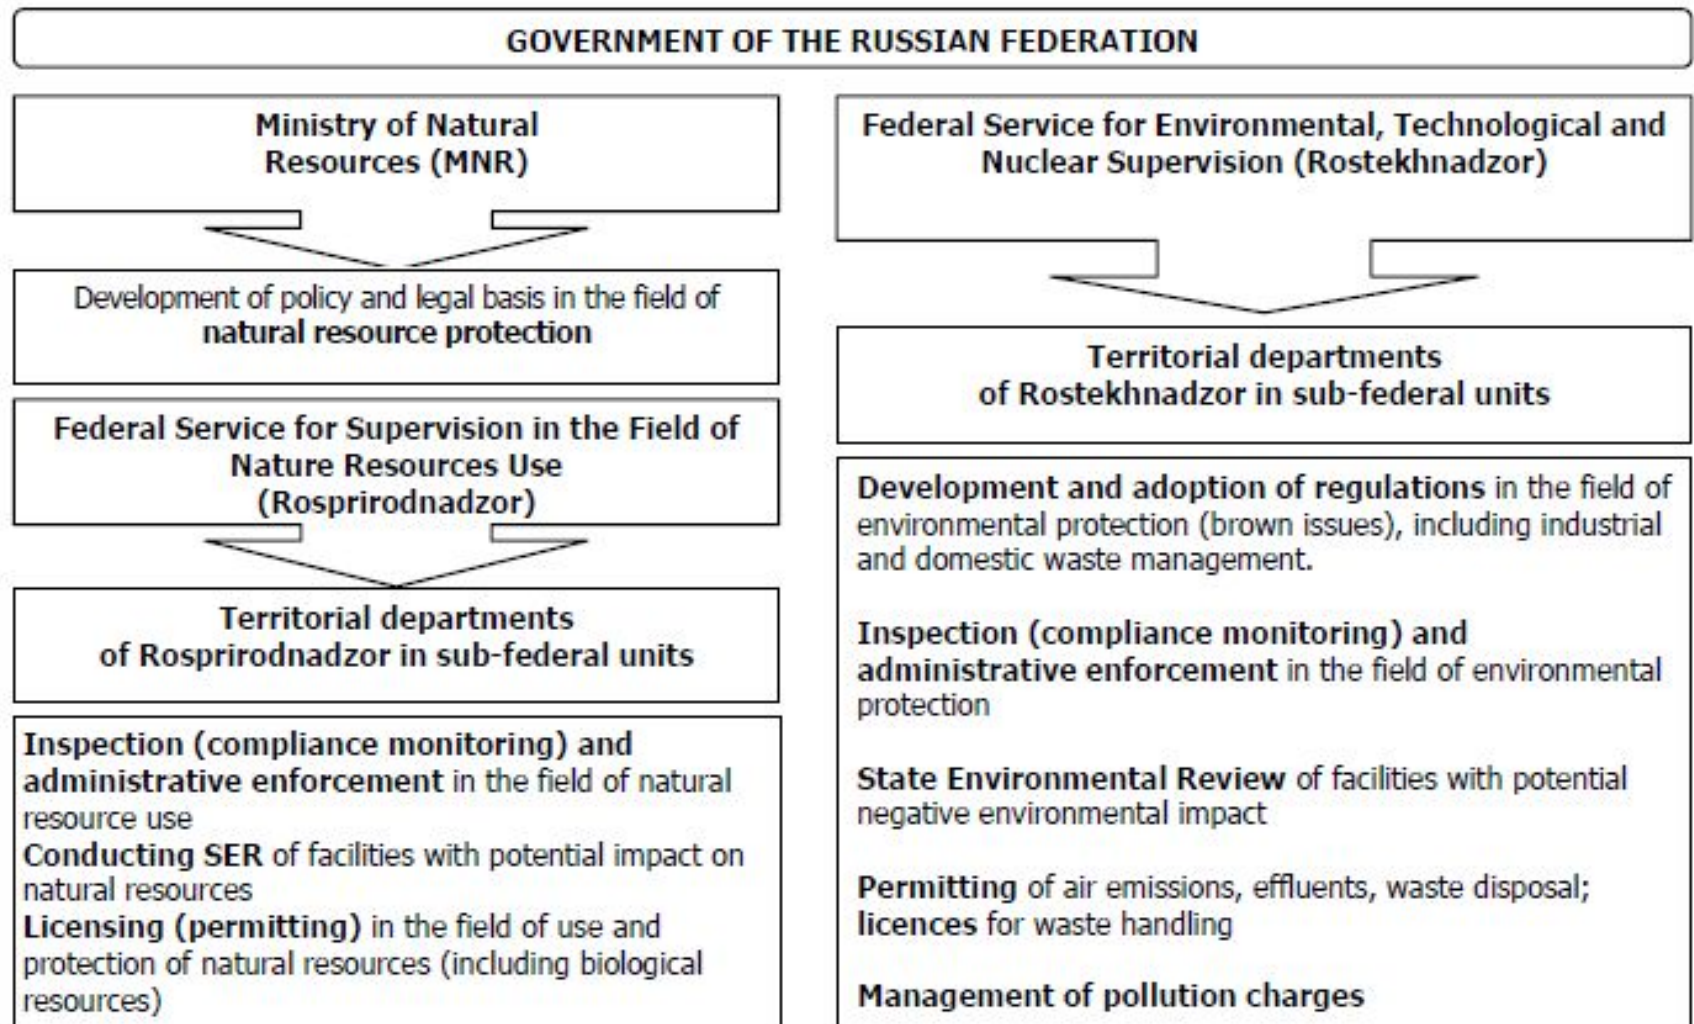 GOVERNMENT OF THE RUSSIAN FEDERATION
Ministry of Natural
Resources (MNR)
Development of policy and legal basis in the field of
natural resource protection
Federal Service for Supervision in the Field of
Nature Resources Use
(Rosprirodnadzor)
Territorial departments
of Rosprirodnadzor in sub-federal units
Inspection (compliance monitoring) and
administrative enforcement in the field of natural
resource use
Conducting SER of facilities with potential impact on
natural resources
Licensing (permitting) in the field of use and
protection of natural resources (including biological
resources)
Federal Service for Environmental, Technological and
Nuclear Supervision (Rostekhnadzor)
Territorial departments
of Rostekhnadzor in sub-federal units
Development and adoption of regulations in the field of
environmental protection (brown issues), including industrial
and domestic waste management.
Inspection (compliance monitoring) and
administrative enforcement in the field of environmental
protection
State Environmental Review of facilities with potential
negative environmental impact
Permitting of air emissions, effluents, waste disposal;
licences for waste handling
Management of pollution charges